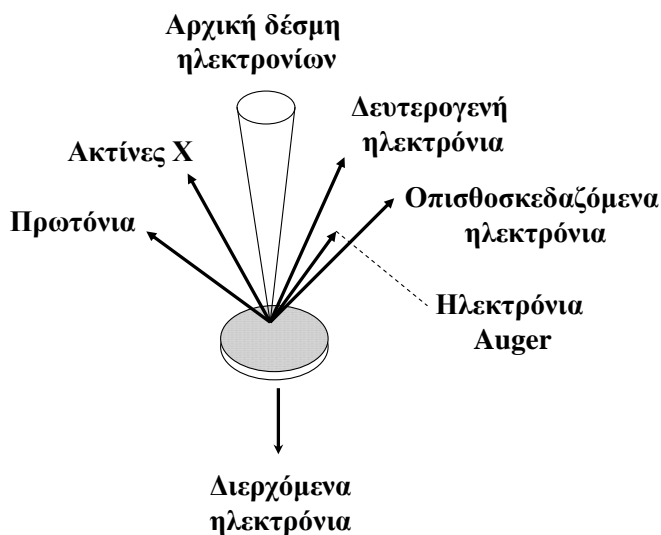 Αρχική δέσμη
ηλεκτρονίων
Δευτερογενή
ηλεκτρόνια
Ακτίνες Χ
Οπισθοσκεδαζόμενα
ηλεκτρόνια
Πρωτόνια
Ηλεκτρόνια
Auger
Διερχόμενα
ηλεκτρόνια